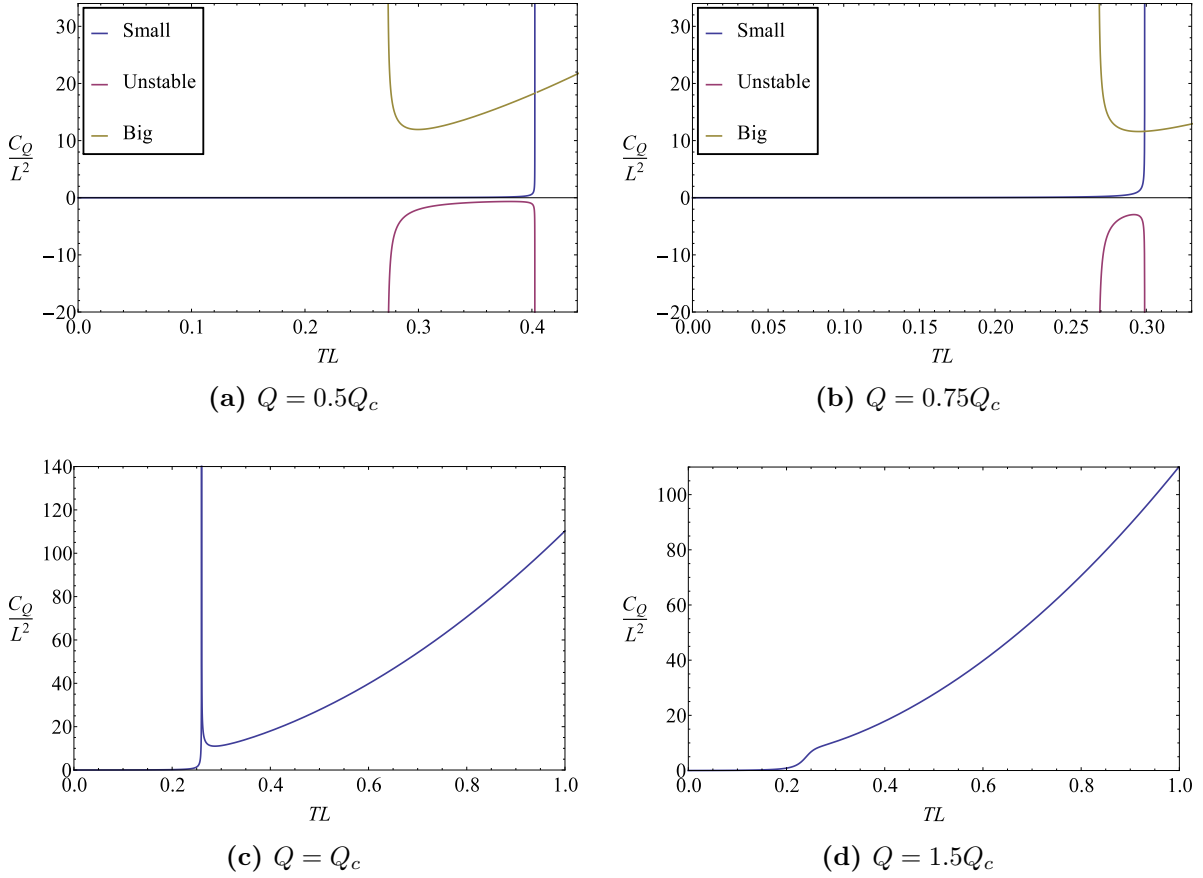 Small
Unstable
Big
C_Q
L^2
30
20
10
0
−10
−20
0.0 0.1 0.2 0.3 0.4
TL
(a) Q = 0.5Q_c
Small
Unstable
Big
C_Q
L^2
30
20
10
0
−10
−20
0.00 0.05 0.10 0.15 0.20 0.25 0.30
TL
(b) Q = 0.75Q_c
140
120
100
80
60
40
20
0
C_Q
L^2
0.0 0.2 0.4 0.6 0.8 1.0
TL
(c) Q = Q_c
100
80
60
40
20
0
C_Q
L^2
0.0 0.2 0.4 0.6 0.8 1.0
TL
(d) Q = 1.5Q_c